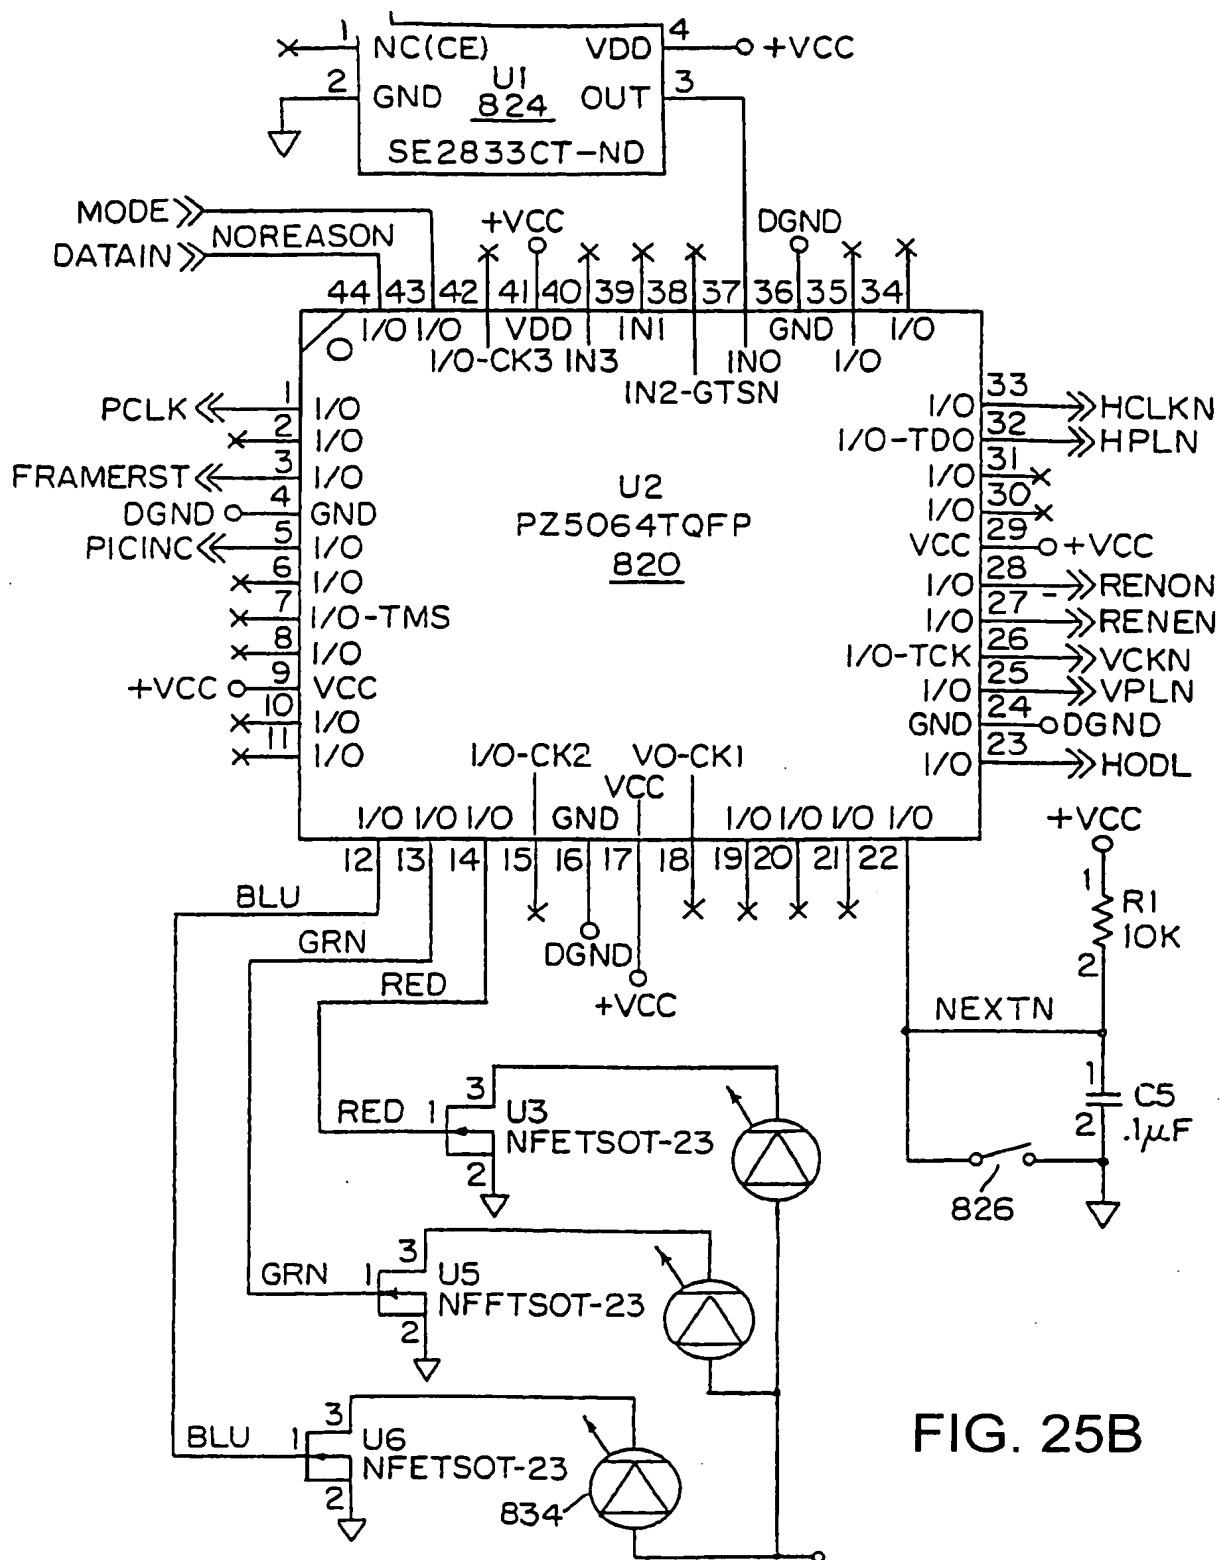 1 NC(CE) VDD 4 +VCC
U1
2 GND 824 OUT 3
SE2833CT-ND
MODE
NOREASON
DATAIN
+VCC DGND
44 43 42 41 40 39 38 37 36 35 34
I/O I/O VDD IN1 GND I/O
I/O-CK3 IN3 IN0 I/O
IN2-GTSN
PCLK 1 I/O
2 I/O
FRAMERST 3 I/O
DGND 4 GND
PICINC 5 I/O
6 I/O
7 I/O-TMS
8 I/O
+VCC 9 VCC
10 I/O
11 I/O
U2
PZ5064TQFP
820
I/O 33 HCLKN
I/O-TDO 32 HPLN
I/O 31
I/O 30
VCC 29 +VCC
I/O 28 RENON
I/O 27 RENEN
I/O-TCK 26 VCKN
I/O 25 VPLN
GND 24 DGND
I/O 23 HODL
I/O-CK2 VO-CK1
VCC
I/O I/O I/O GND I/O I/O I/O I/O
12 13 14 15 16 17 18 19 20 21 22
BLU
GRN
RED
DGND
+VCC
+VCC
1
R1
10K
2
NEXTN
1
C5
2
.1µF
826
RED 1 3 U3
NFETSOT-23
2
GRN 1 3 U5
NFFTSOT-23
2
BLU 1 3 U6
NFETSOT-23
2
834
FIG. 25B